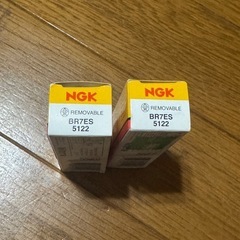 NGK
REMOVABLE
BR7ES
5122
NGK
REMOVABLE
BR7ES
5122